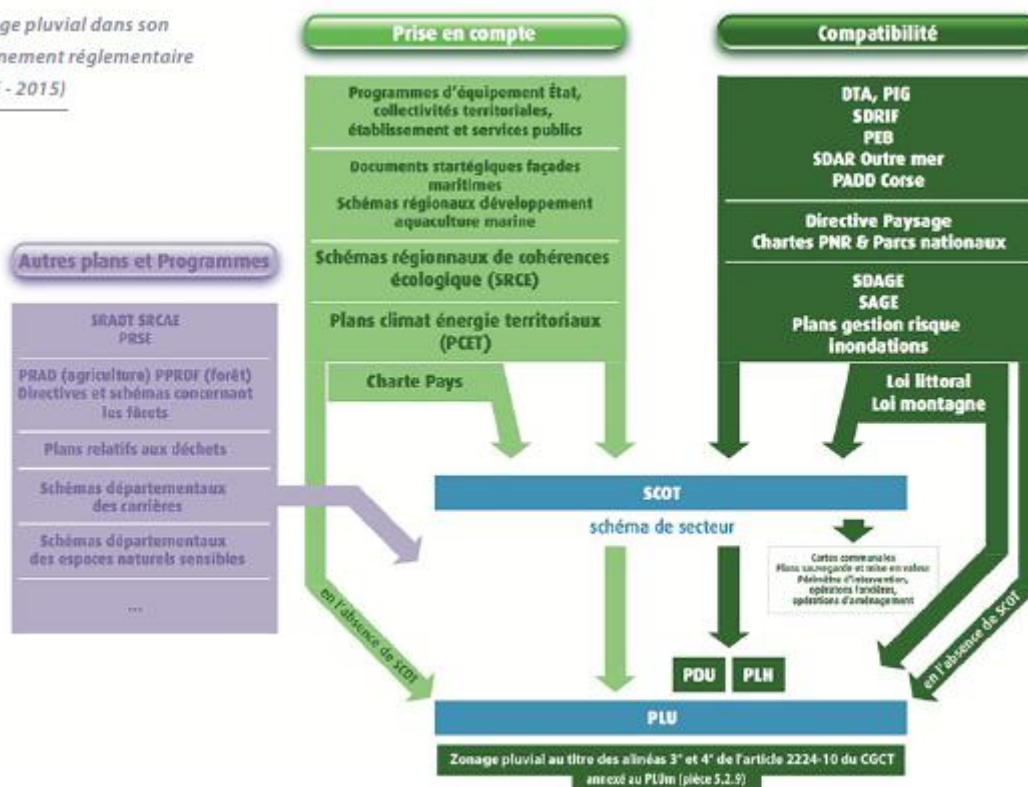 ge pluvial dans son
nement réglementaire
- 2015)
Prise en compte
Programmes d'équipement État,
collectivités territoriales,
établissement et services publics
Documents startégiques façades
maritimes
Schémas régionaux développement
aquaculture marine
Schémas régionnaux de cohérences
écologique (SRCE)
Plans climat énergie territoriaux
(PCET)
Charte Pays
Compatibilité
DTA, PIG
SDRIF
PEB
SDAR Outre mer
PADD Corse
Directive Paysage
Chartes PNR & Parcs nationaux
SDAGE
SAGE
Plans gestion risque
inondations
Loi littoral
Loi montagne
Autres plans et Programmes
SRADT SRCAE
PRSE
PRAD (agriculture) PPRDF (forêt)
Directives et schémas concernant
les fôrets
Plans relatifs aux déchets
Schémas départementaux
des carrières
Schémas départementaux
des espaces naturels sensibles
...
SCOT
schéma de secteur
Cartes communales
Plans sauvegarde et mise en valeur
Périmètre d'intervention,
opérations foncières,
opérations d'aménagement
en l'absence de SCOT
en l'absence de SCOT
PDU
PLH
PLU
Zonage pluvial au titre des alinéas 3° et 4° de l'article 2224-10 du CGCT
annexé au PLUm (pièce 5.2.9)